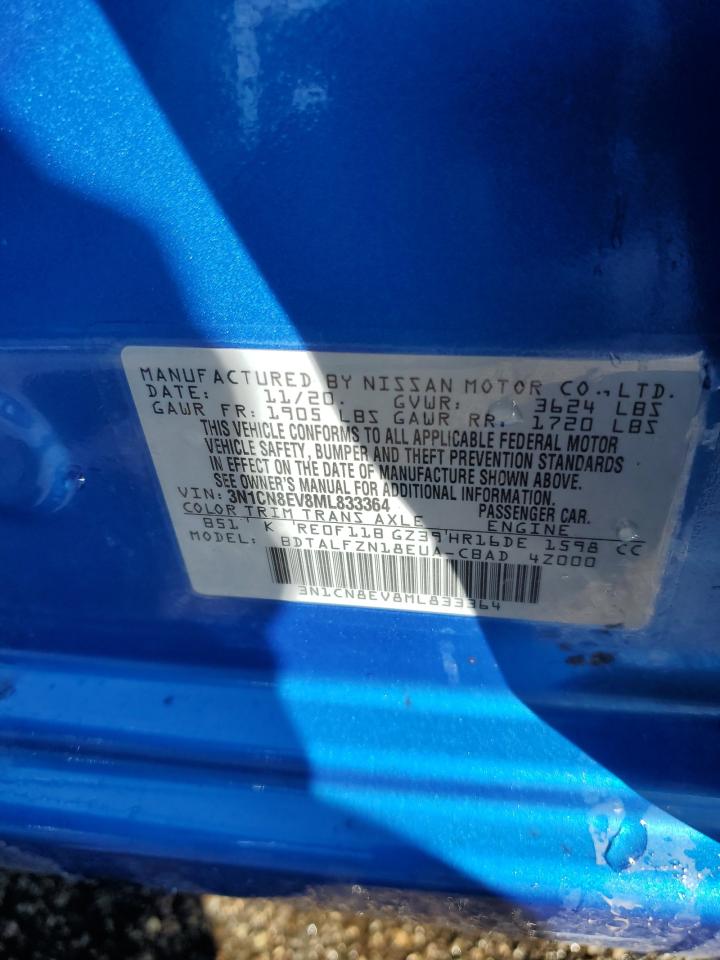 MANUFACTURED BY NISSAN MOTOR CO., LTD.
DATE: 11/20. GVWR: 3624 LBS
GAWR FR: 1905 LBS GAWR RR: 1720 LBS
THIS VEHICLE CONFORMS TO ALL APPLICABLE FEDERAL MOTOR
VEHICLE SAFETY, BUMPER AND THEFT PREVENTION STANDARDS
IN EFFECT ON THE DATE OF MANUFACTURE SHOWN ABOVE.
SEE OWNER'S MANUAL FOR ADDITIONAL INFORMATION.
VIN: 3N1CN8EV8ML833364 PASSENGER CAR.
COLOR TRIM TRANS AXLE ENGINE
B51 K RE0F11B GZ39 HR16DE 1598 CC
MODEL: BDTALFZN18EUA-CBAD 4Z000
3N1CN8EV8ML833364